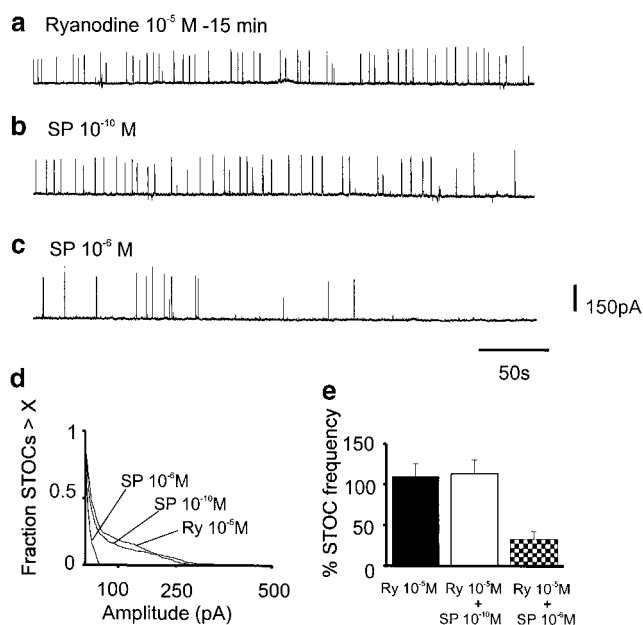 a Ryanodine 10⁻⁵ M -15 min
b SP 10⁻¹⁰ M
c SP 10⁻⁶ M
150pA
50s
d
Fraction STOCs > X
1
0.5
0
SP 10⁻⁶M
SP 10⁻¹⁰M
Ry 10⁻⁵M
100 250 500
Amplitude (pA)
e
% STOC frequency
150
100
50
0
Ry 10⁻⁵M
Ry 10⁻⁵M
+
SP 10⁻¹⁰M
Ry 10⁻⁵M
+
SP 10⁻⁶M